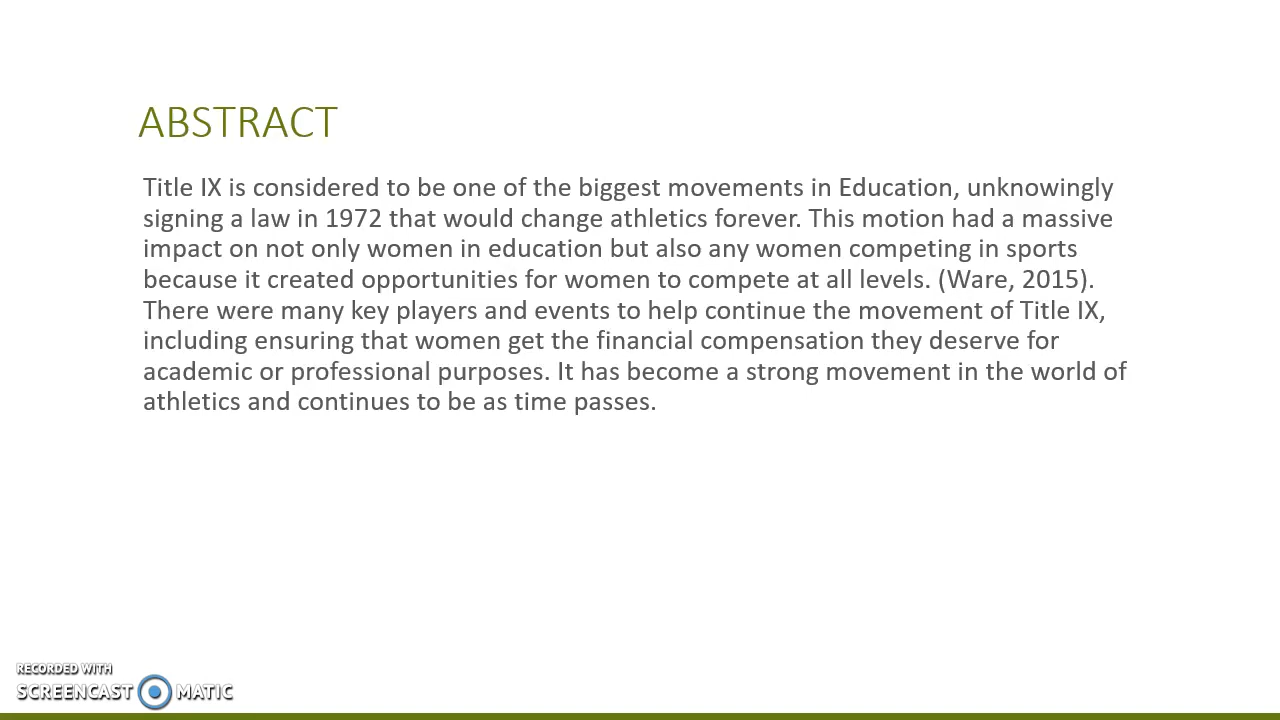 ABSTRACT
Title IX is considered to be one of the biggest movements in Education, unknowingly
signing a law in 1972 that would change athletics forever. This motion had a massive
impact on not only women in education but also any women competing in sports
because it created opportunities for women to compete at all levels. (Ware, 2015).
There were many key players and events to help continue the movement of Title IX,
including ensuring that women get the financial compensation they deserve for
academic or professional purposes. It has become a strong movement in the world of
athletics and continues to be as time passes.
RECORDED WITH
SCREENCAST MATIC